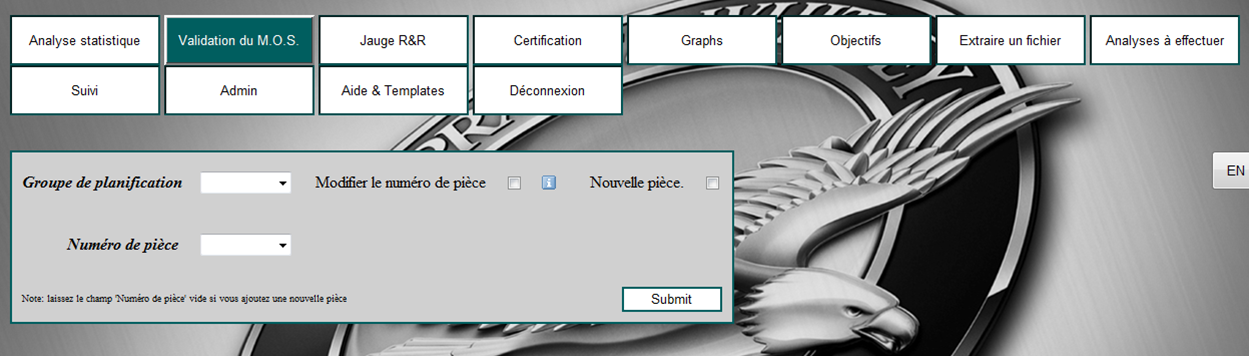 Analyse statistique
Validation du M.O.S.
Jauge R&R
Certification
Graphs
Objectifs
Extraire un fichier
Analyses à effectuer
Suivi
Admin
Aide & Templates
Déconnexion
EN
Groupe de planification
Modifier le numéro de pièce
Nouvelle pièce.
Numéro de pièce
Note: laissez le champ 'Numéro de pièce' vide si vous ajoutez une nouvelle pièce
Submit